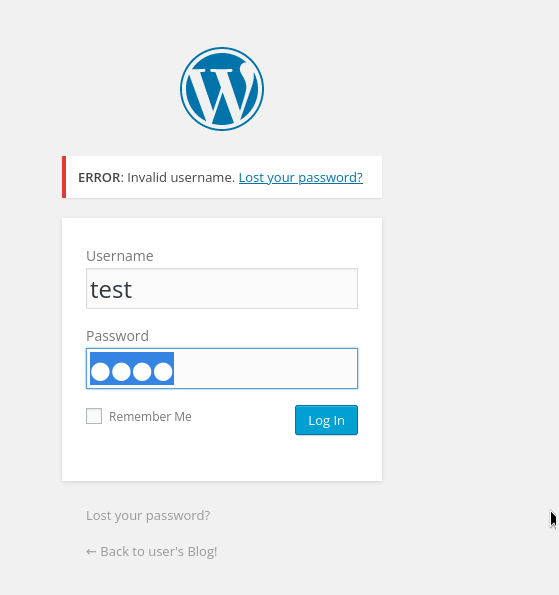 ERROR: Invalid username. Lost your password?
Username
test
Password
●●●●
Remember Me
Log In
Lost your password?
← Back to user's Blog!